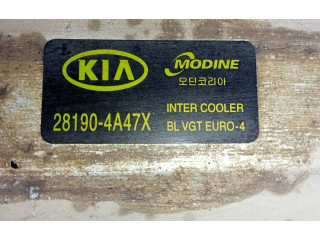 KIA
MODINE
모딘코리아
28190-4A47X
INTER COOLER
BL VGT EURO-4